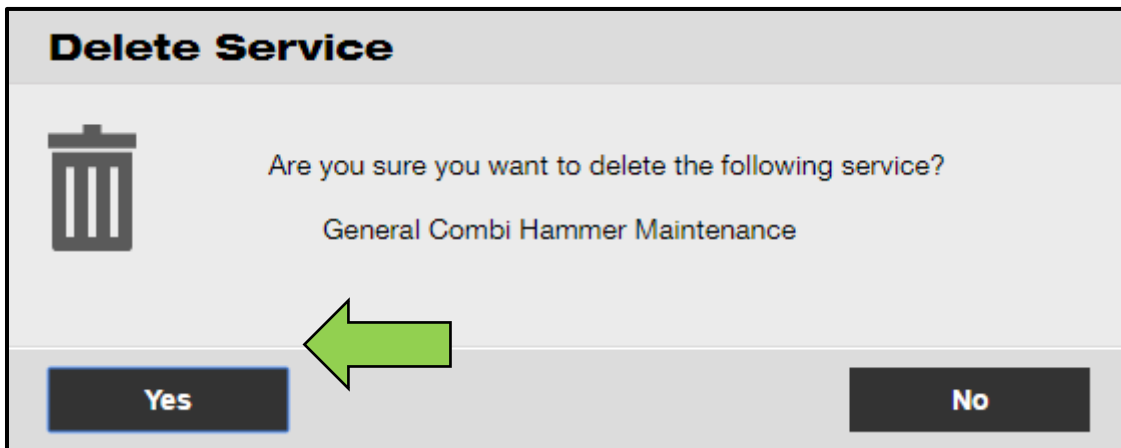 Delete Service
Are you sure you want to delete the following service?
General Combi Hammer Maintenance
Yes
No